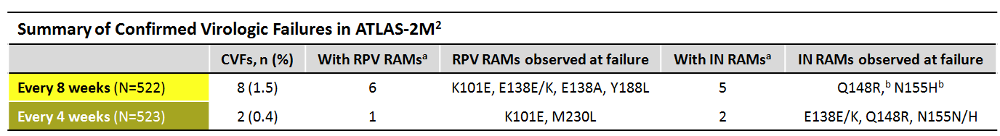 Summary of Confirmed Virologic Failures in ATLAS-2M²
CVFs, n (%) With RPV RAMsᵃ RPV RAMs observed at failure With IN RAMsᵃ IN RAMs observed at failure
Every 8 weeks (N=522) 8 (1.5) 6 K101E, E138E/K, E138A, Y188L 5 Q148R,ᵇ N155Hᵇ
Every 4 weeks (N=523) 2 (0.4) 1 K101E, M230L 2 E138E/K, Q148R, N155N/H